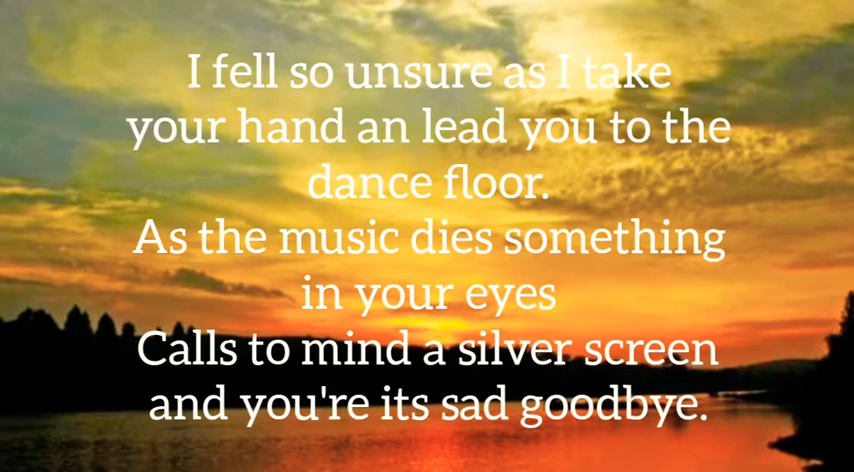 I fell so unsure as I take
your hand an lead you to the
dance floor.
As the music dies something
in your eyes
Calls to mind a silver screen
and you're its sad goodbye.